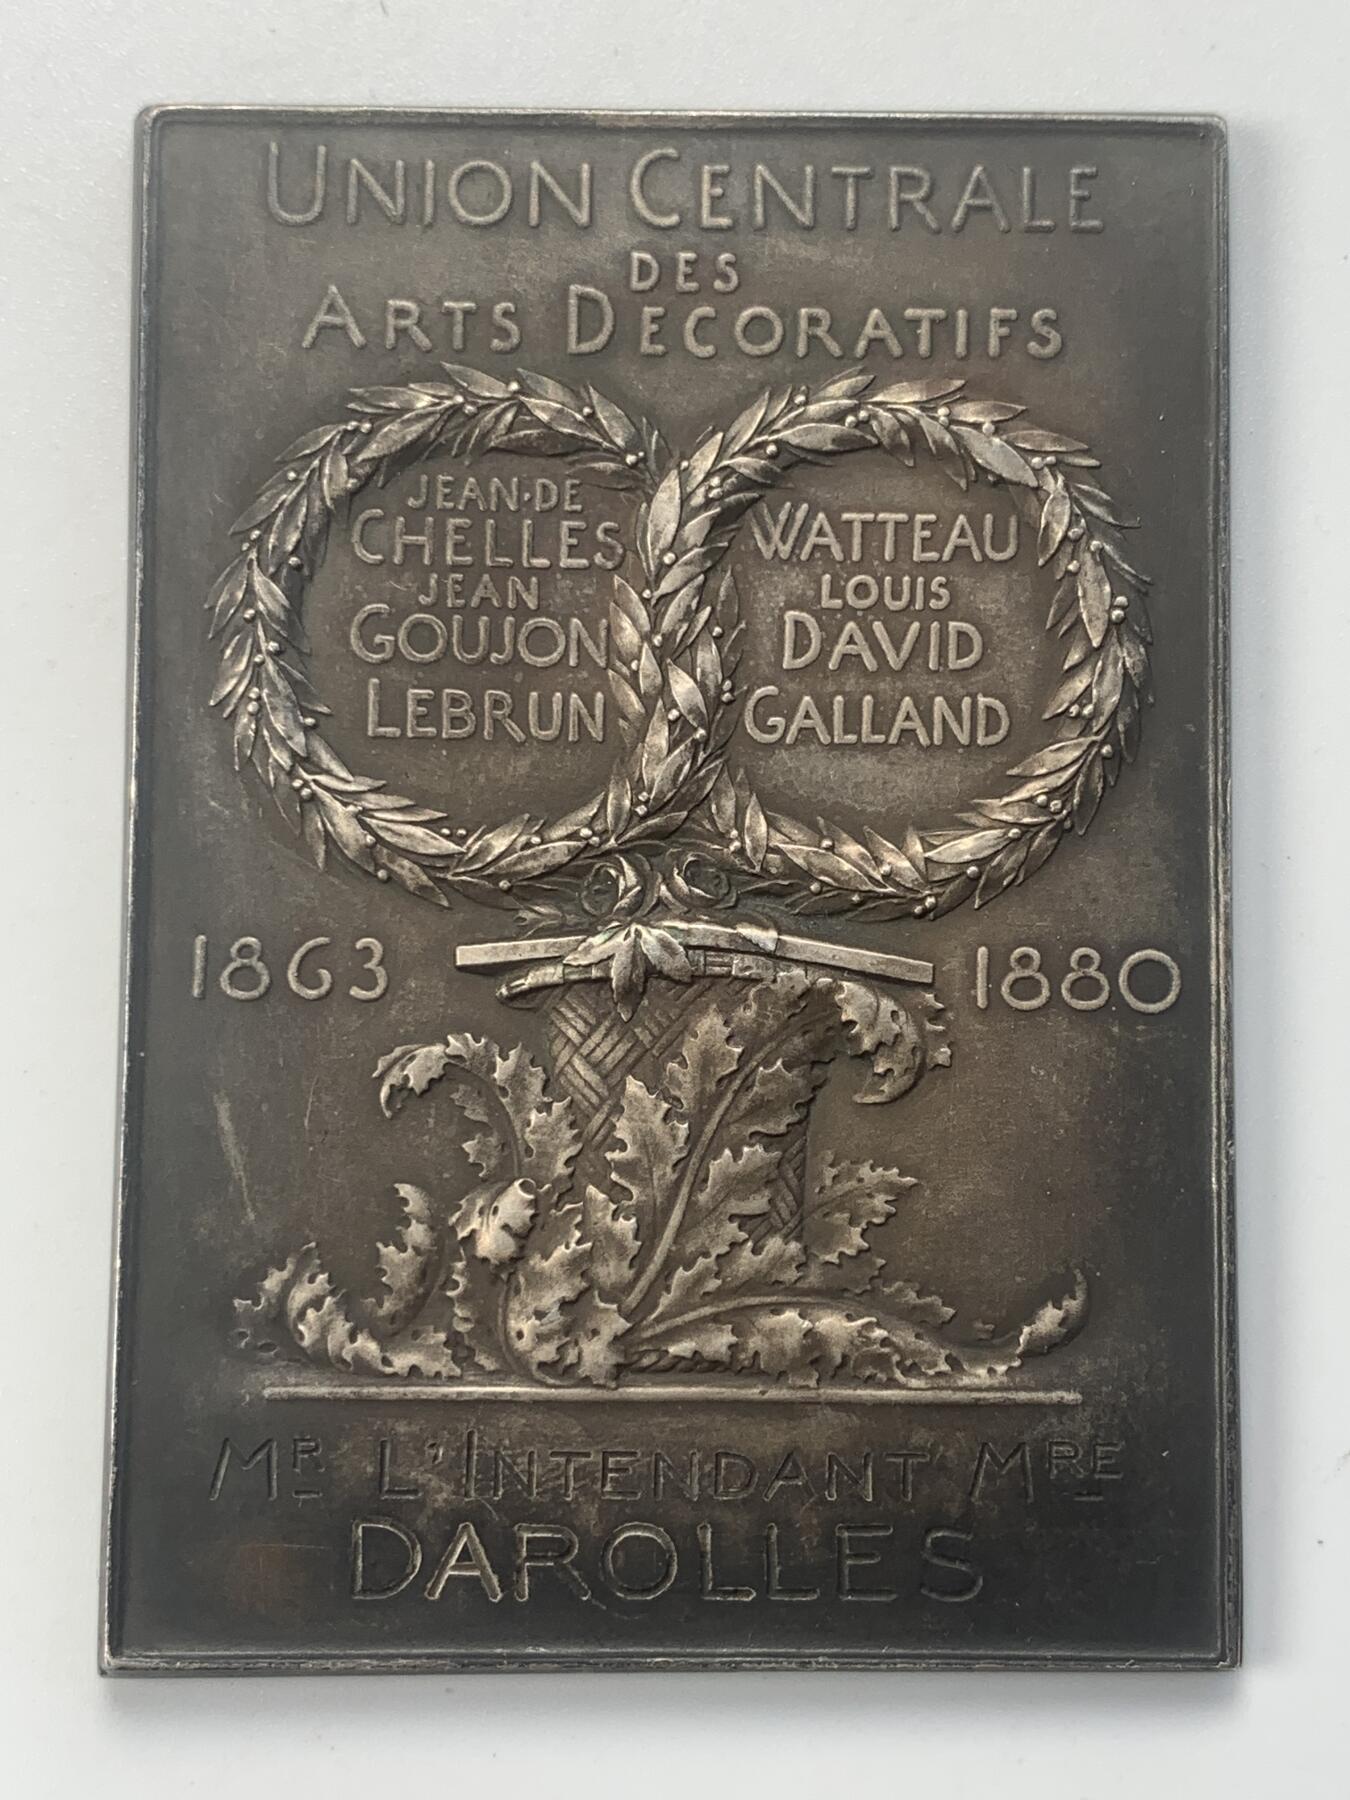 UNION CENTRALE
DES
ARTS DECORATIFS
JEAN·DE
CHELLES
JEAN
GOUJON
LEBRUN
WATTEAU
LOUIS
DAVID
GALLAND
1863
1880
MR L'INTENDANT MRE
DAROLLES